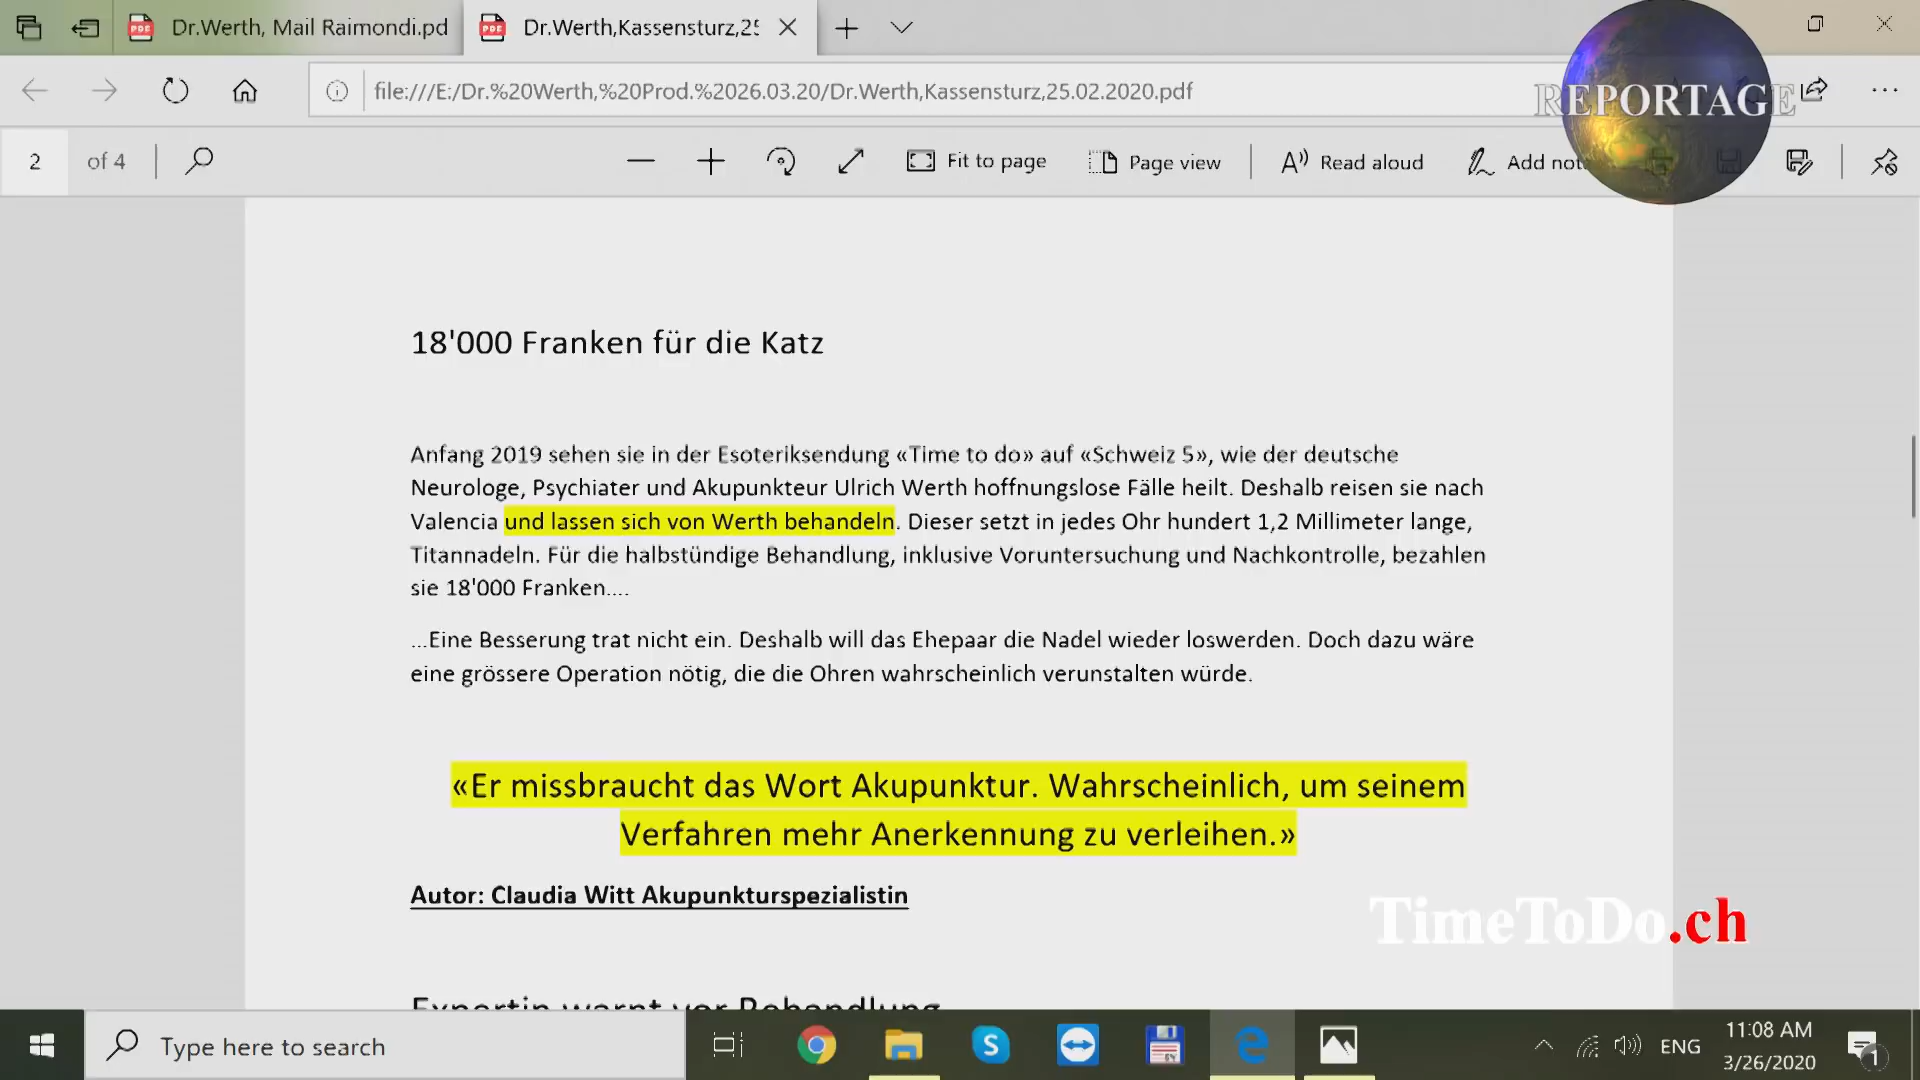 Dr.Werth, Mail Raimondi.pd
Dr.Werth,Kassensturz,25
file:///E:/Dr.%20Werth,%20Prod.%2026.03.20/Dr.Werth,Kassensturz,25.02.2020.pdf
REPORTAGE
2 of 4
Fit to page
Page view
Read aloud
Add not
18'000 Franken für die Katz
Anfang 2019 sehen sie in der Esoteriksendung «Time to do» auf «Schweiz 5», wie der deutsche
Neurologe, Psychiater und Akupunkteur Ulrich Werth hoffnungslose Fälle heilt. Deshalb reisen sie nach
Valencia und lassen sich von Werth behandeln. Dieser setzt in jedes Ohr hundert 1,2 Millimeter lange,
Titannadeln. Für die halbstündige Behandlung, inklusive Voruntersuchung und Nachkontrolle, bezahlen
sie 18'000 Franken....
...Eine Besserung trat nicht ein. Deshalb will das Ehepaar die Nadel wieder loswerden. Doch dazu wäre
eine grössere Operation nötig, die die Ohren wahrscheinlich verunstalten würde.
«Er missbraucht das Wort Akupunktur. Wahrscheinlich, um seinem
Verfahren mehr Anerkennung zu verleihen.»
Autor: Claudia Witt Akupunkturspezialistin
TimeToDo.ch
Expertin warnt vor Behandlung
Type here to search
ENG
11:08 AM
3/26/2020
1